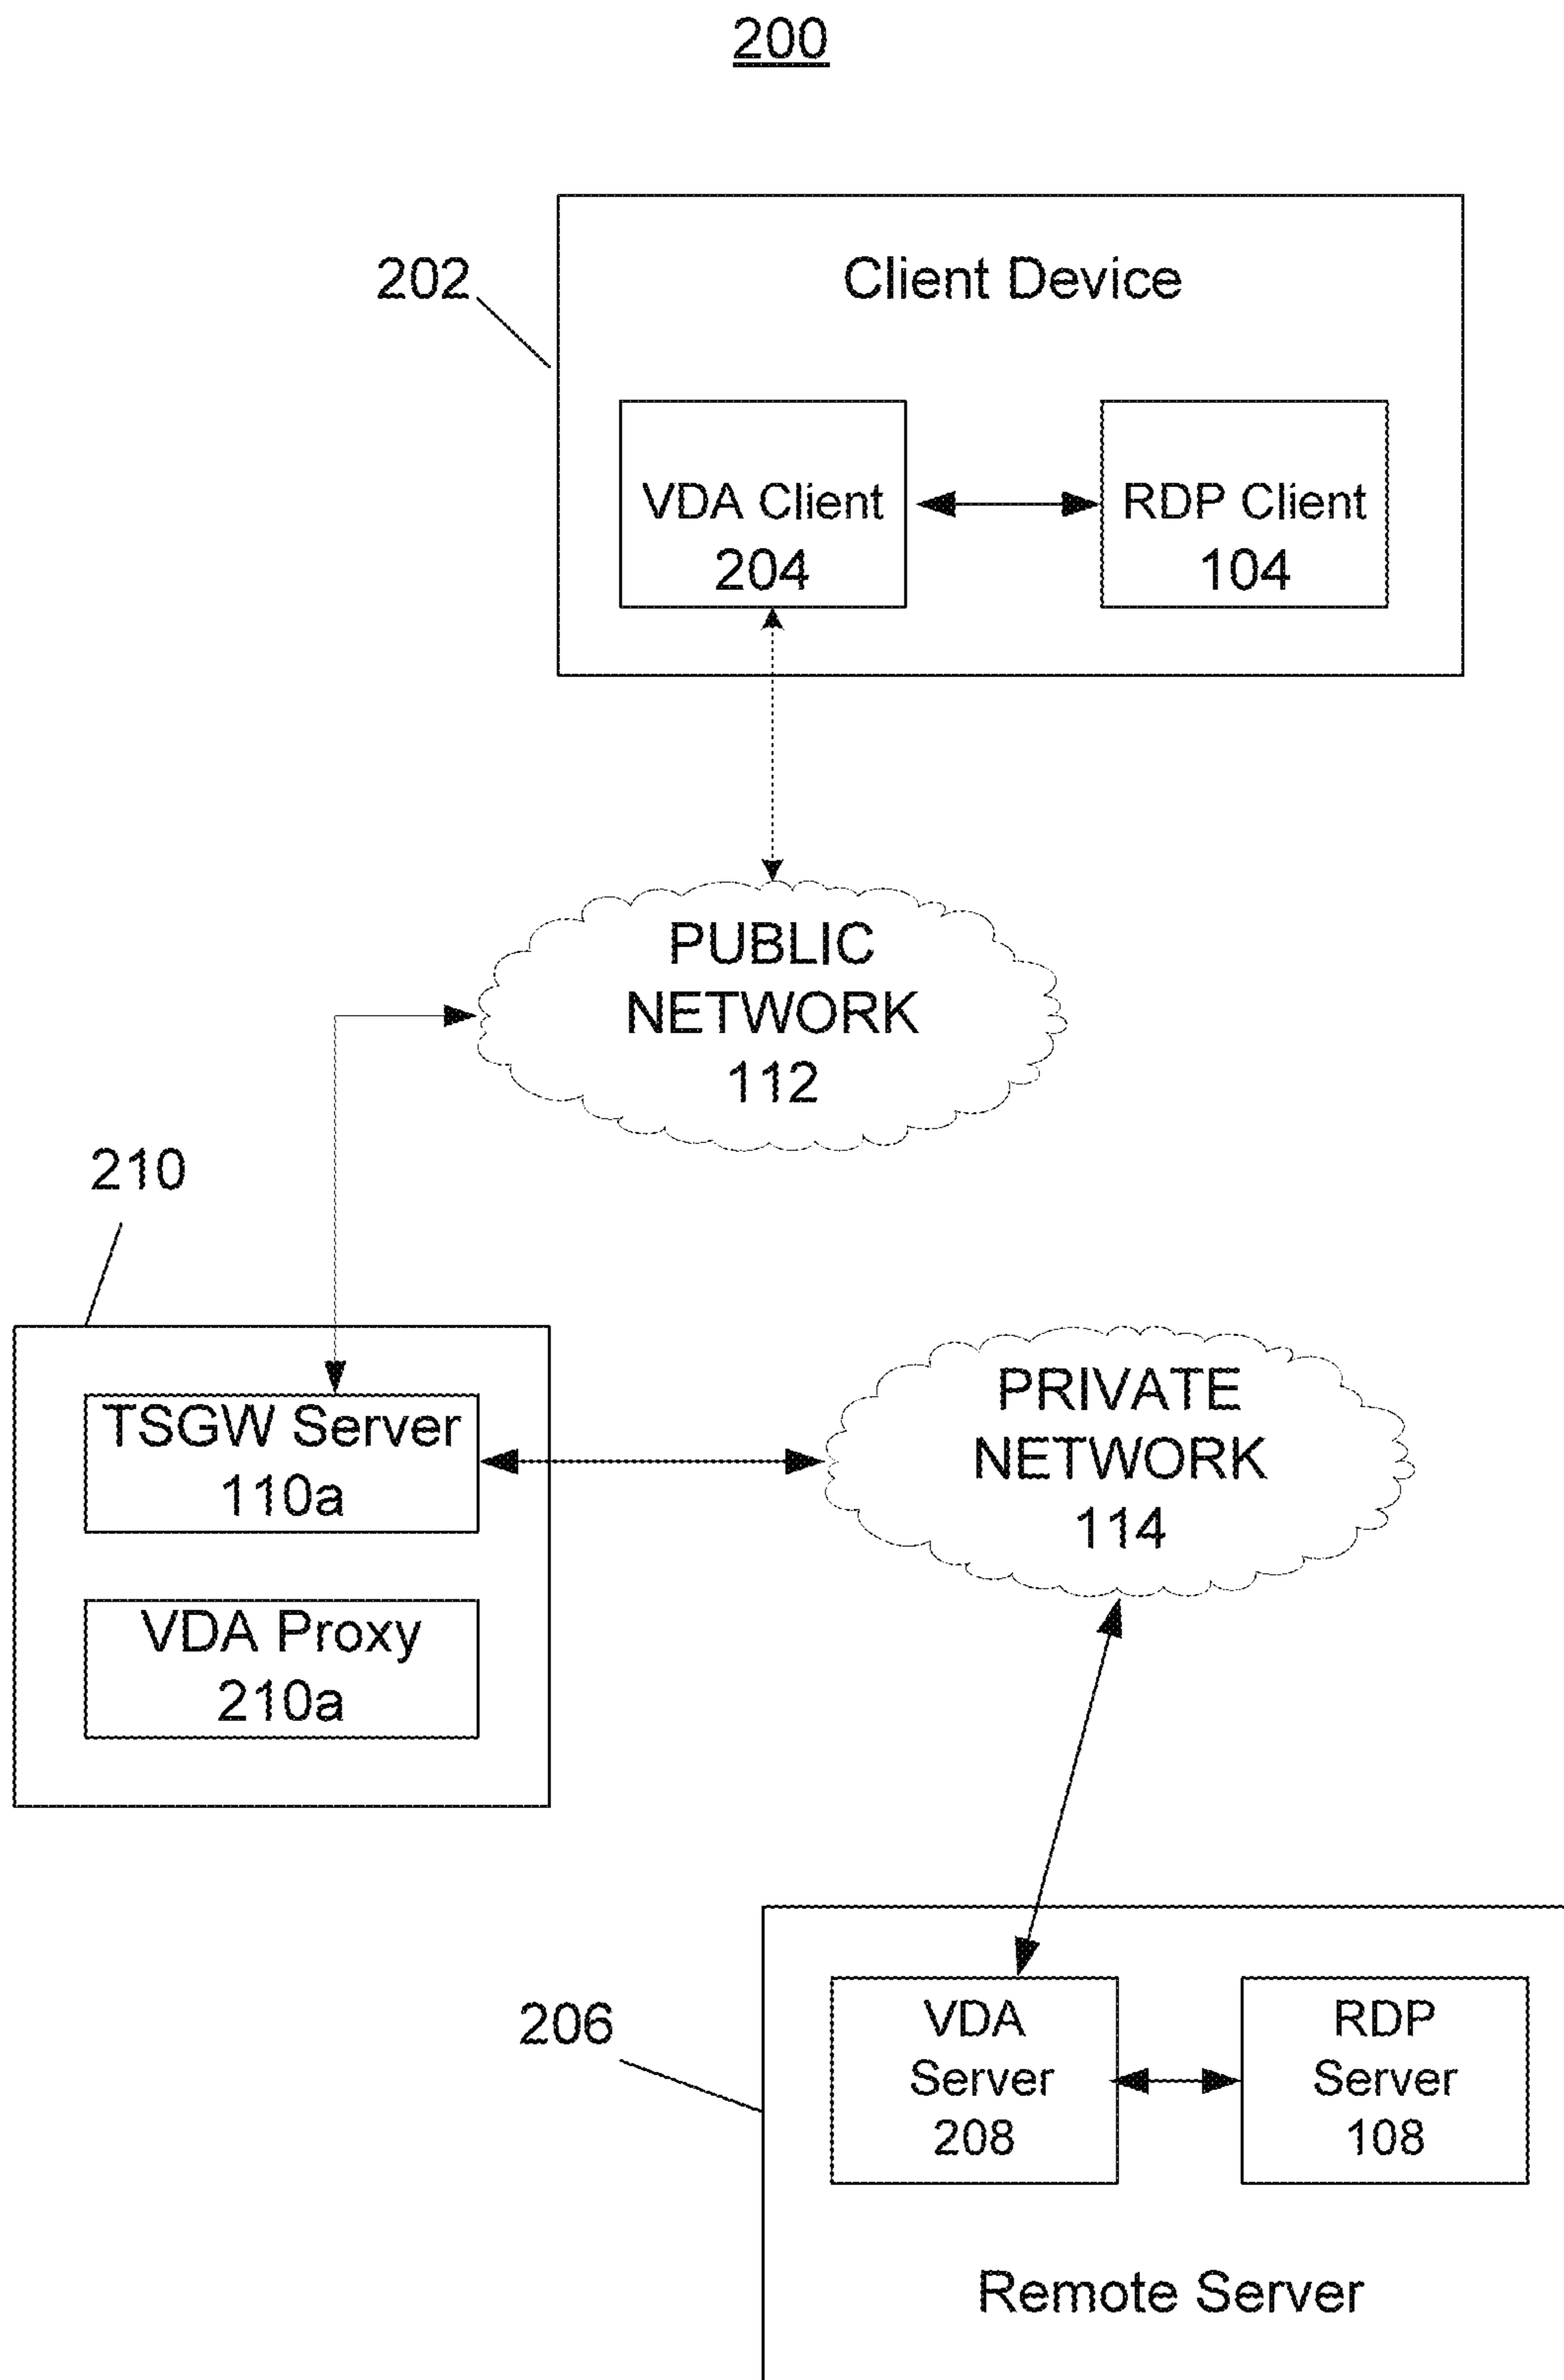 200
202
Client Device
VDA Client
204
RDP Client
104
PUBLIC
NETWORK
112
210
TSGW Server
110a
VDA Proxy
210a
PRIVATE
NETWORK
114
206
VDA
Server
208
RDP
Server
108
Remote Server